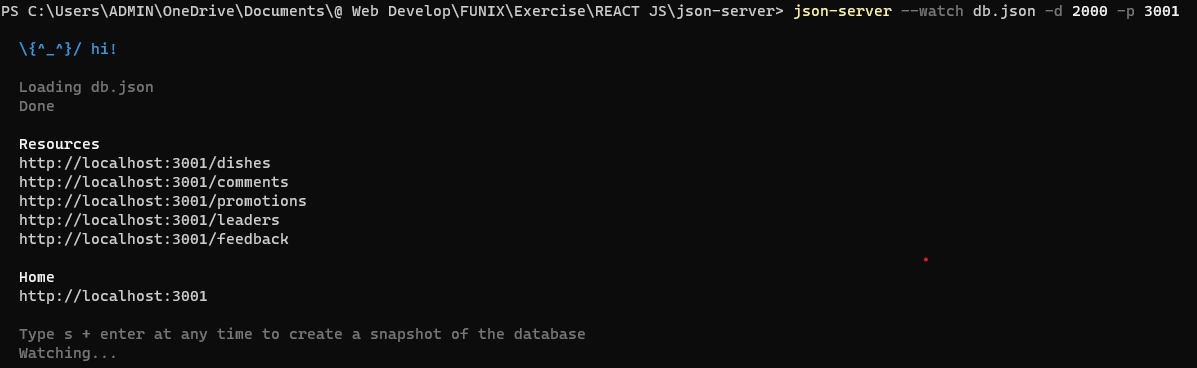 PS C:\Users\ADMIN\OneDrive\Documents\@ Web Develop\FUNIX\Exercise\REACT JS\json-server> json-server --watch db.json -d 2000 -p 3001
\{^_^}/ hi!
Loading db.json
Done
Resources
http://localhost:3001/dishes
http://localhost:3001/comments
http://localhost:3001/promotions
http://localhost:3001/leaders
http://localhost:3001/feedback
Home
http://localhost:3001
Type s + enter at any time to create a snapshot of the database
Watching...